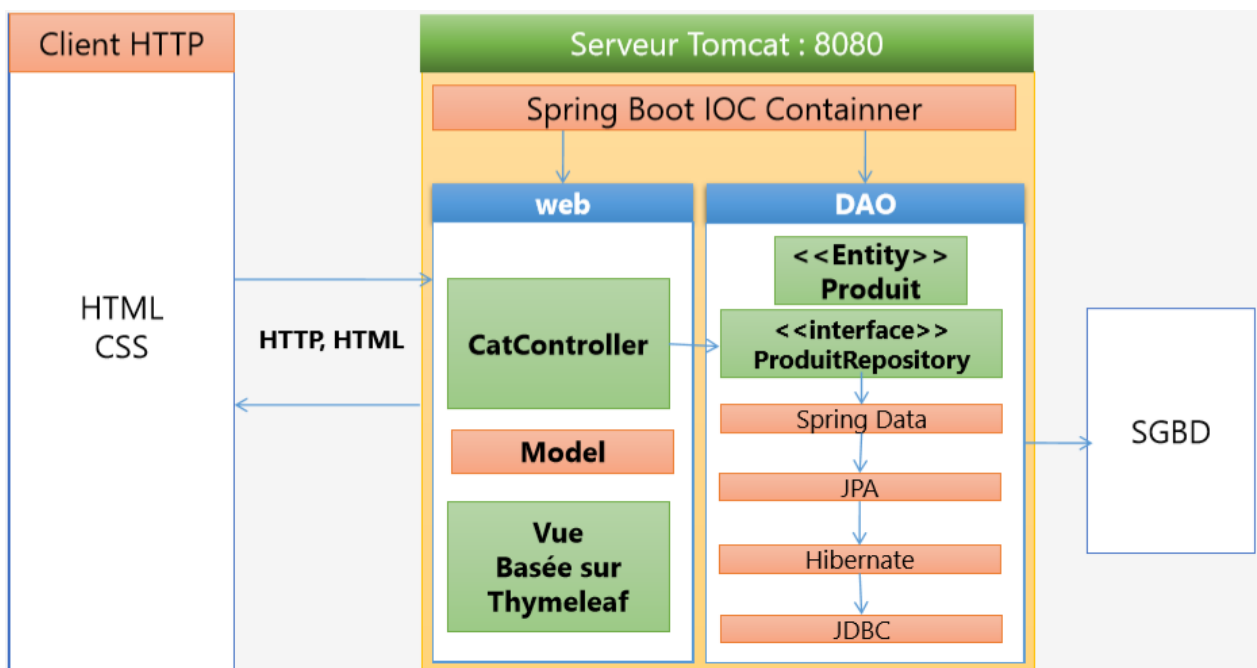 Client HTTP
Serveur Tomcat : 8080
Spring Boot IOC Containner
web
DAO
<<Entity>>
Produit
HTML
CSS
HTTP, HTML
CatController
<<interface>>
ProduitRepository
Spring Data
SGBD
Model
JPA
Vue
Basée sur
Thymeleaf
Hibernate
JDBC